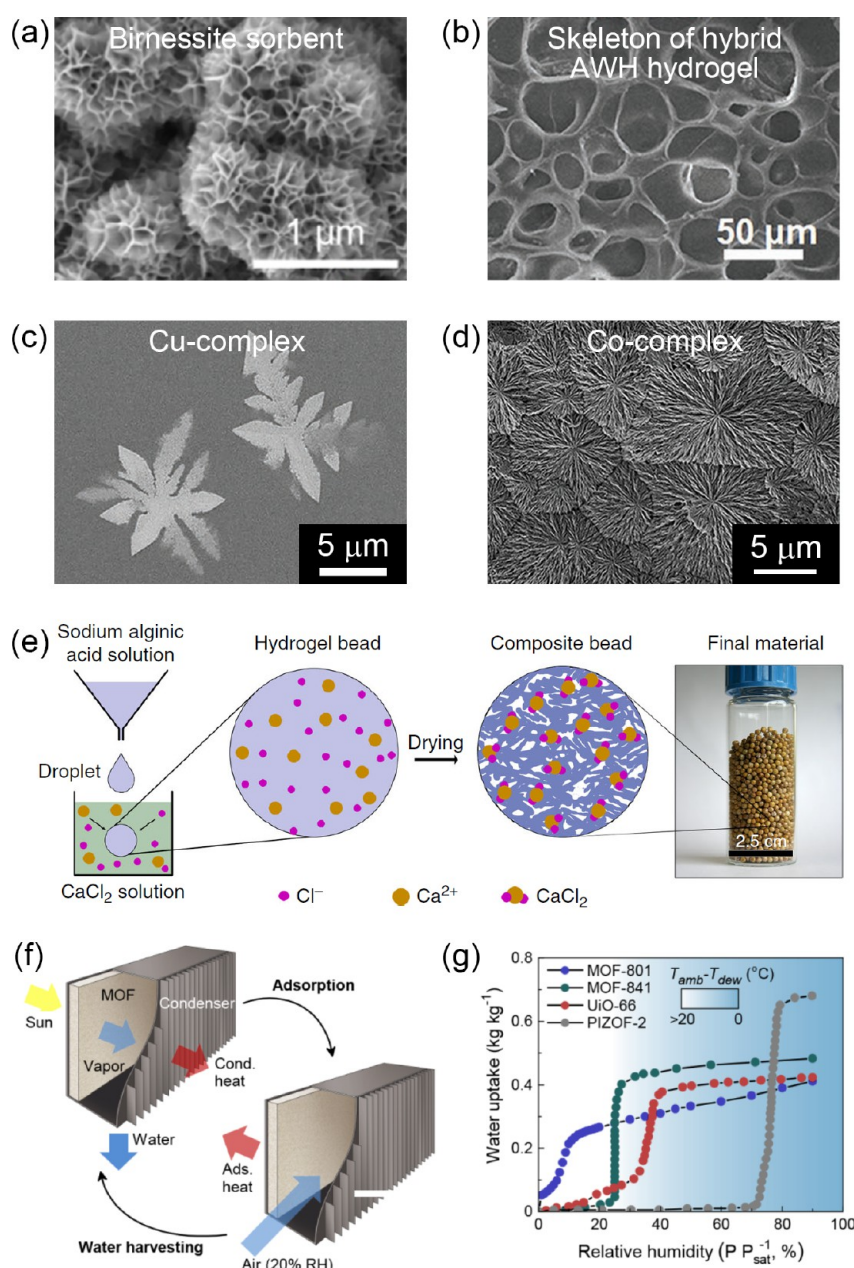 (a)
Birnessite sorbent
1 μm
(b)
Skeleton of hybrid
AWH hydrogel
50 μm
(c)
Cu-complex
5 μm
(d)
Co-complex
5 μm
(e)
Sodium alginic
acid solution
Droplet
CaCl₂ solution
Hydrogel bead
Drying
Composite bead
Final material
2.5 cm
Cl⁻
Ca²⁺
CaCl₂
(f)
MOF
Condenser
Sun
Vapor
Cond.
heat
Water
Adsorption
Ads.
heat
Water harvesting
Air (20% RH)
(g)
MOF-801
MOF-841
UiO-66
PIZOF-2
T_amb-T_dew (°C)
>20 0
Water uptake (kg kg⁻¹)
0.8
0.6
0.4
0.2
0
0 20 40 60 80 100
Relative humidity (P P_sat⁻¹, %)